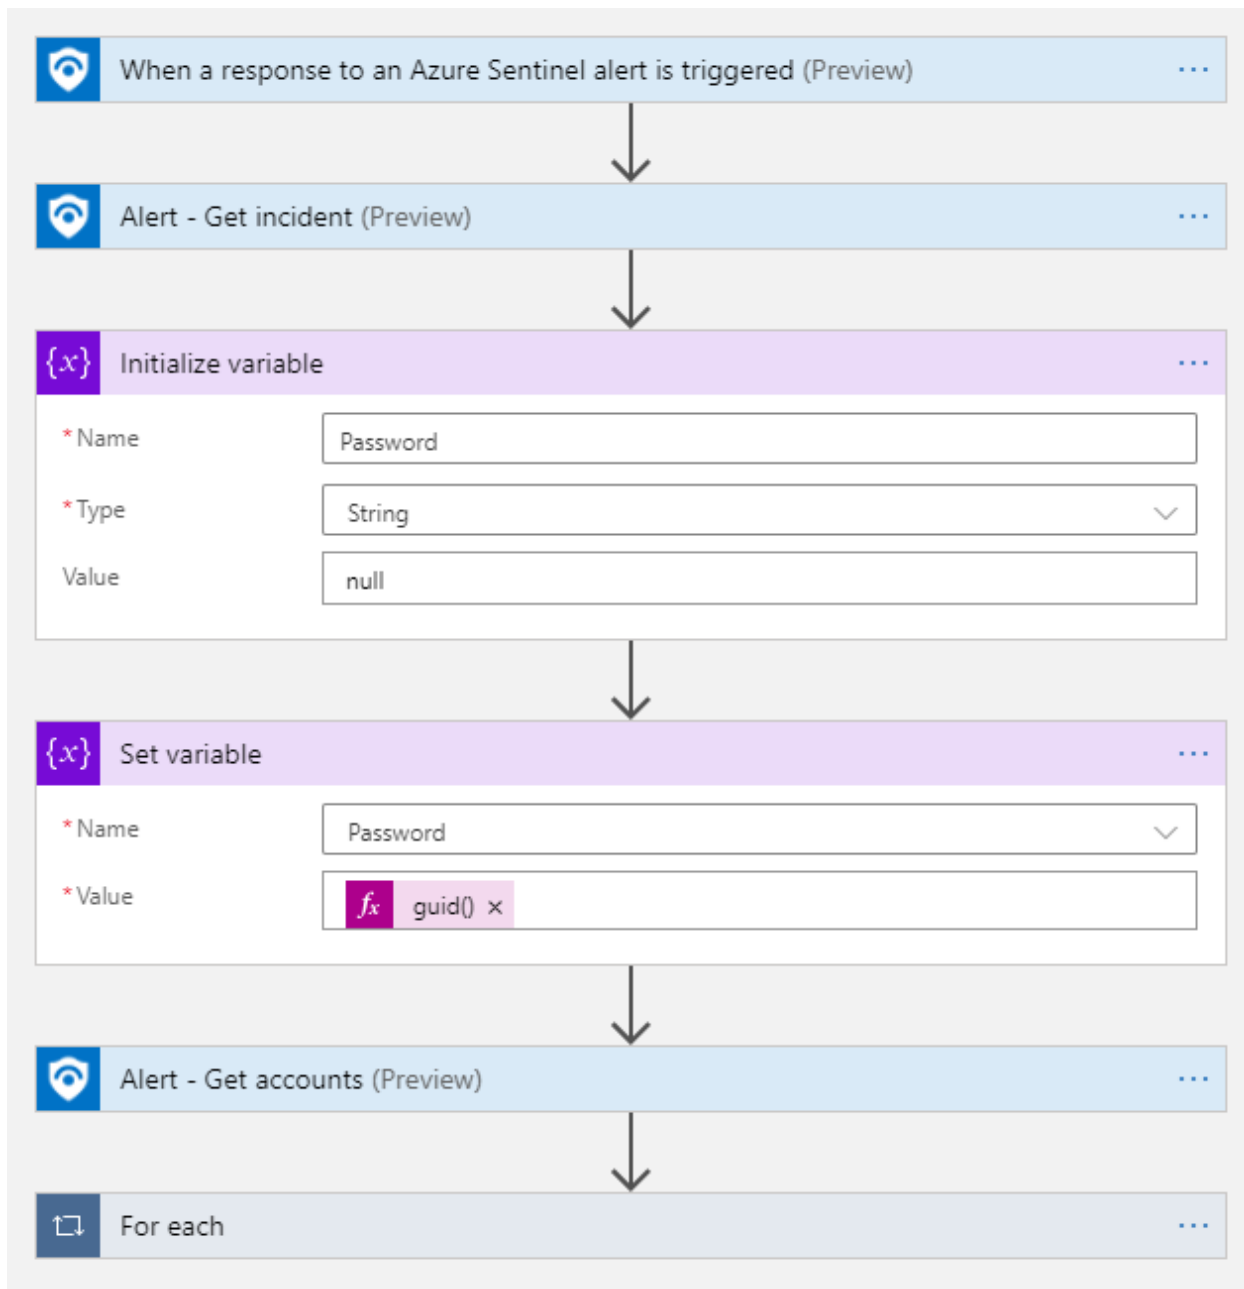 When a response to an Azure Sentinel alert is triggered (Preview)
Alert - Get incident (Preview)
{x} Initialize variable
* Name Password
* Type String
Value null
{x} Set variable
* Name Password
* Value fx guid() ×
Alert - Get accounts (Preview)
For each